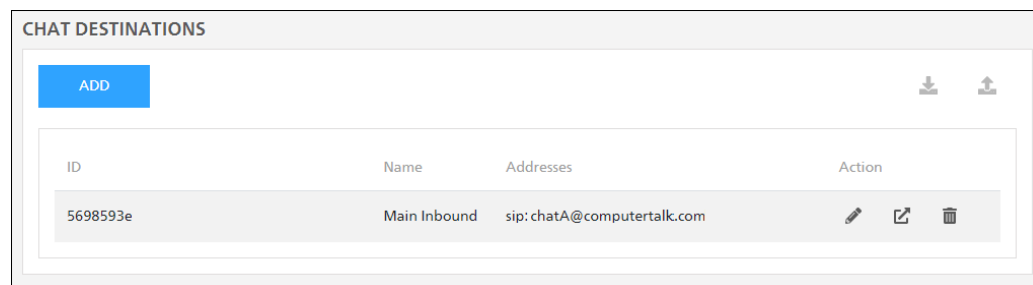 CHAT DESTINATIONS
ADD
ID Name Addresses Action
5698593e Main Inbound sip:chatA@computertalk.com